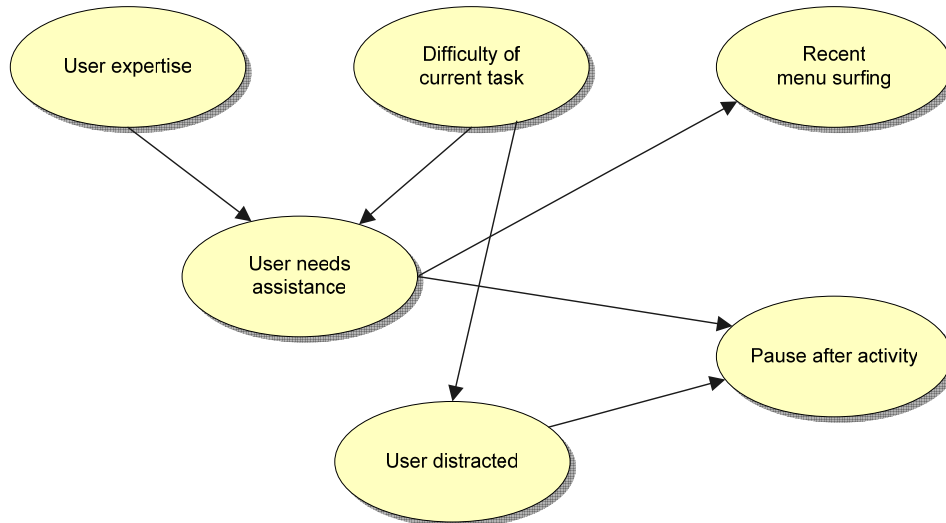 User expertise
Difficulty of
current task
Recent
menu surfing
User needs
assistance
Pause after activity
User distracted